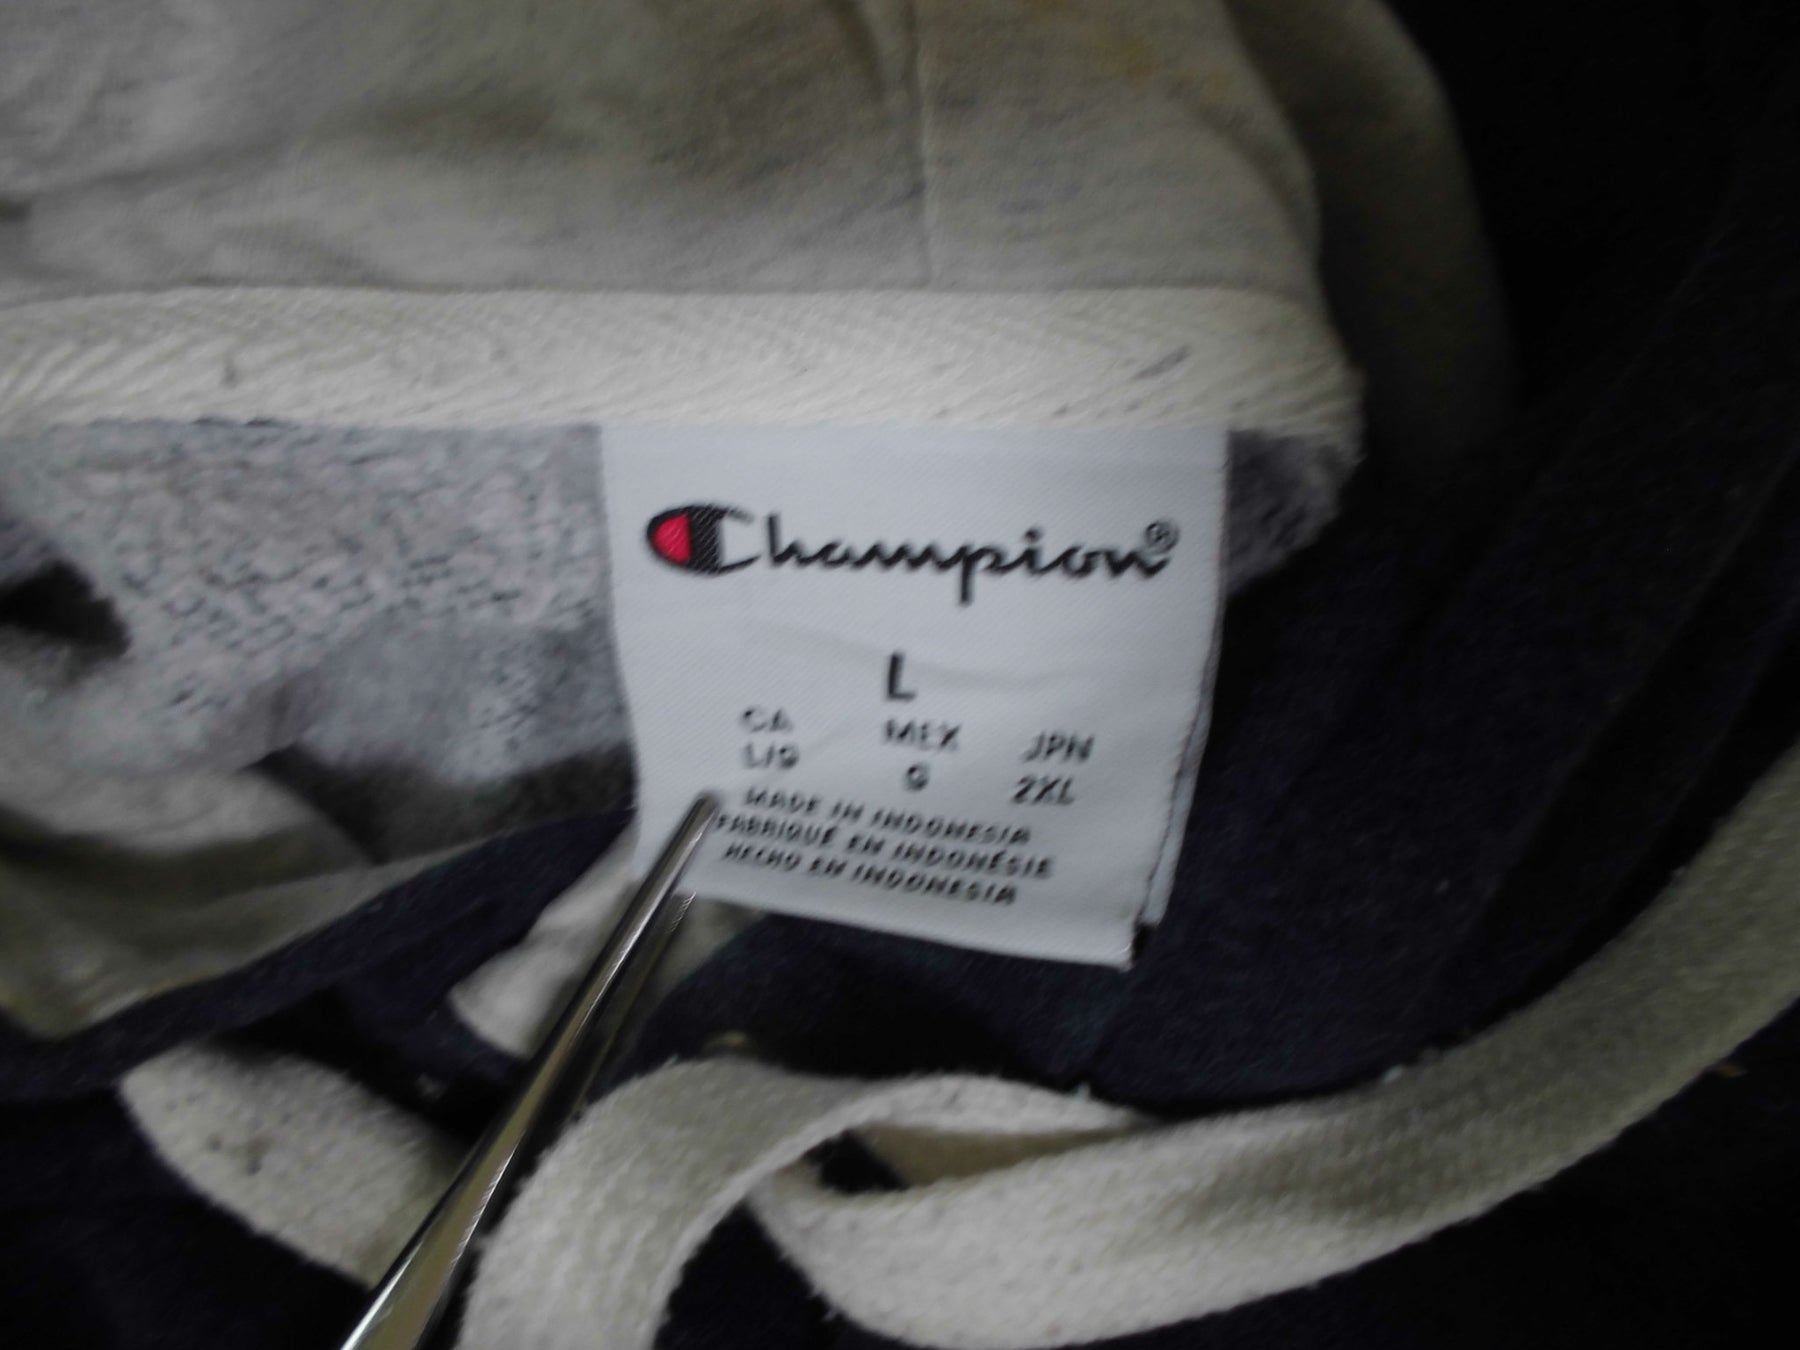 Champion®
L
CA MEX JPN
L/G G 2XL
MADE IN INDONESIA
FABRIQUÉ EN INDONÉSIE
HECHO EN INDONESIA